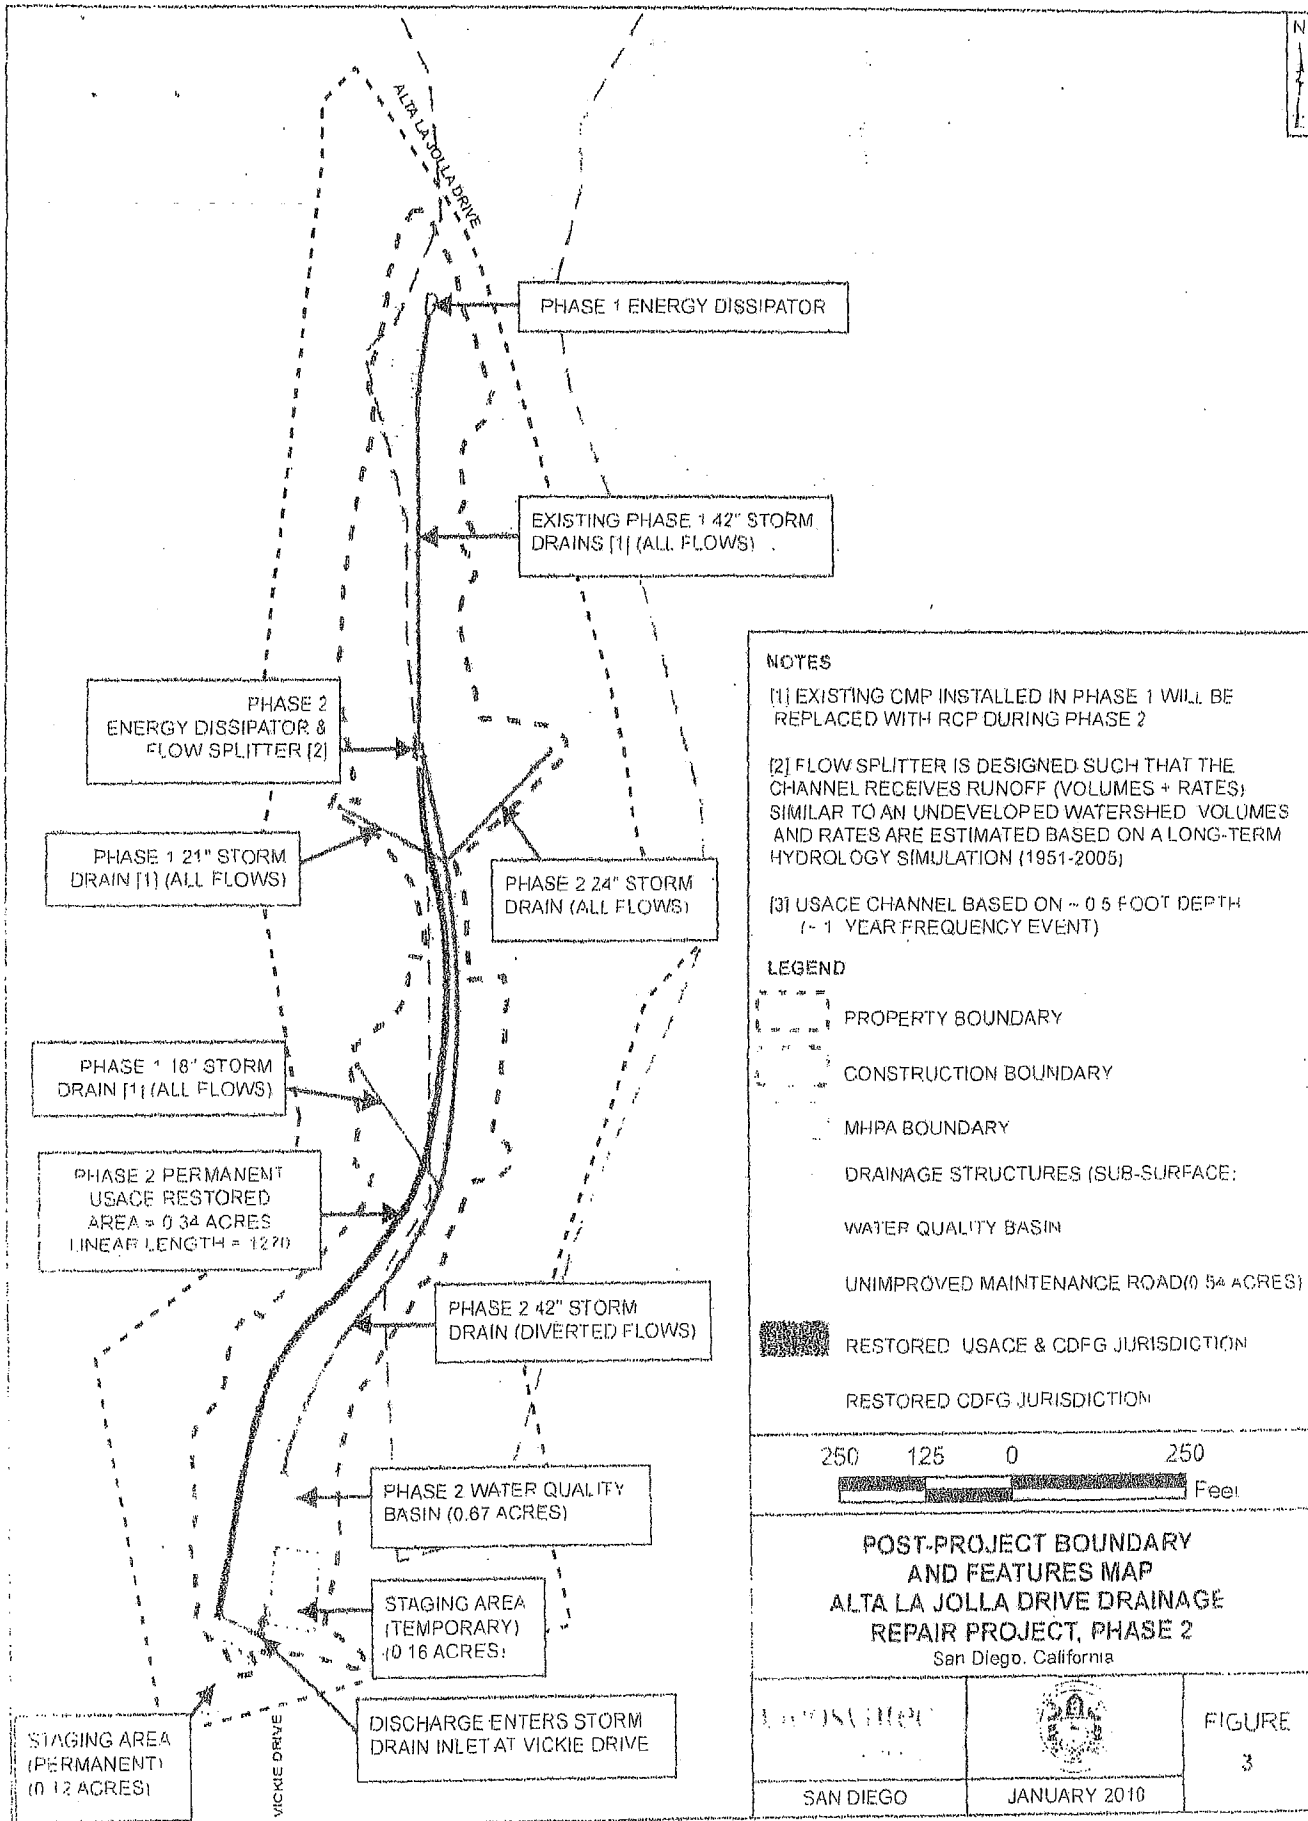 N
ALTA LA JOLLA DRIVE
PHASE 1 ENERGY DISSIPATOR
EXISTING PHASE 1 42" STORM
DRAINS [1] (ALL FLOWS)
PHASE 2
ENERGY DISSIPATOR &
FLOW SPLITTER [2]
PHASE 1 21" STORM
DRAIN [1] (ALL FLOWS)
PHASE 2 24" STORM
DRAIN (ALL FLOWS)
PHASE 1 18" STORM
DRAIN [1] (ALL FLOWS)
PHASE 2 PERMANENT
USACE RESTORED
AREA = 0.34 ACRES
LINEAR LENGTH = 1270
PHASE 2 42" STORM
DRAIN (DIVERTED FLOWS)
PHASE 2 WATER QUALITY
BASIN (0.67 ACRES)
STAGING AREA
(TEMPORARY)
(0.16 ACRES)
DISCHARGE ENTERS STORM
DRAIN INLET AT VICKIE DRIVE
STAGING AREA
(PERMANENT)
(0.12 ACRES)
VICKIE DRIVE
NOTES
[1] EXISTING CMP INSTALLED IN PHASE 1 WILL BE
REPLACED WITH RCP DURING PHASE 2
[2] FLOW SPLITTER IS DESIGNED SUCH THAT THE
CHANNEL RECEIVES RUNOFF (VOLUMES + RATES)
SIMILAR TO AN UNDEVELOPED WATERSHED VOLUMES
AND RATES ARE ESTIMATED BASED ON A LONG-TERM
HYDROLOGY SIMULATION (1951-2005)
[3] USACE CHANNEL BASED ON ~ 0.5 FOOT DEPTH
(~ 1 YEAR FREQUENCY EVENT)
LEGEND
PROPERTY BOUNDARY
CONSTRUCTION BOUNDARY
MHPA BOUNDARY
DRAINAGE STRUCTURES (SUB-SURFACE)
WATER QUALITY BASIN
UNIMPROVED MAINTENANCE ROAD(0.54 ACRES)
RESTORED USACE & CDFG JURISDICTION
RESTORED CDFG JURISDICTION
250 125 0 250
Feet
POST-PROJECT BOUNDARY
AND FEATURES MAP
ALTA LA JOLLA DRIVE DRAINAGE
REPAIR PROJECT, PHASE 2
San Diego, California
FIGURE
3
SAN DIEGO
JANUARY 2010